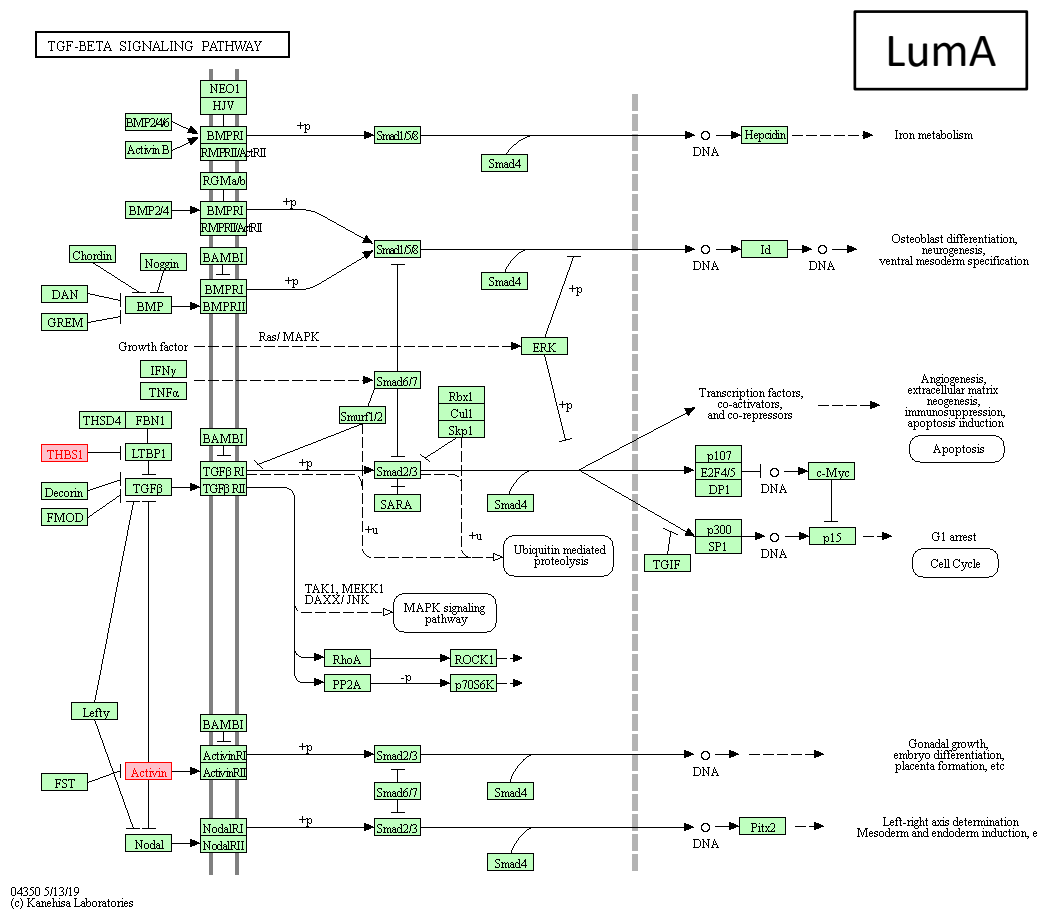 TGF-BETA SIGNALING PATHWAY
LumA
NEO1
HJV
BMP2/4/6
Activin B
BMPRI
BMPRII/ActRII
+p
Smad1/5/8
Smad4
DNA
Hepcidin
Iron metabolism
RGMa/b
BMP2/4
BMPRI
BMPRII/ActRII
+p
Smad1/5/8
Smad4
DNA
Id
DNA
Osteoblast differentiation,
neurogenesis,
ventral mesoderm specification
Chordin
Noggin
BAMBI
DAN
GREM
BMP
BMPRI
BMPRII
+p
+p
Growth factor
Ras/ MAPK
ERK
IFNγ
TNFα
Smad6/7
+p
Smurf1/2
Rbx1
Cul1
Skp1
Transcription factors,
co-activators,
and co-repressors
Angiogenesis,
extracellular matrix
neogenesis,
immunosuppression,
apoptosis induction
Apoptosis
THSD4
FBN1
THBS1
LTBP1
BAMBI
Decorin
FMOD
TGFβ
TGFβ RI
TGFβ RII
+p
Smad2/3
SARA
Smad4
p107
E2F4/5
DP1
DNA
c-Myc
+u
+u
Ubiquitin mediated
proteolysis
TGIF
p300
SP1
DNA
p15
G1 arrest
Cell Cycle
TAK1, MEKK1
DAXX/ JNK
MAPK signaling
pathway
RhoA
ROCK1
PP2A
-p
p70S6K
Lefty
BAMBI
FST
Activin
ActivinRI
ActivinRII
+p
Smad2/3
Smad4
DNA
Gonadal growth,
embryo differentiation,
placenta formation, etc
Smad6/7
Nodal
NodalRI
NodalRII
+p
Smad2/3
Smad4
DNA
Pitx2
Left-right axis determination
Mesoderm and endoderm induction, e
04350 5/13/19
(c) Kanehisa Laboratories